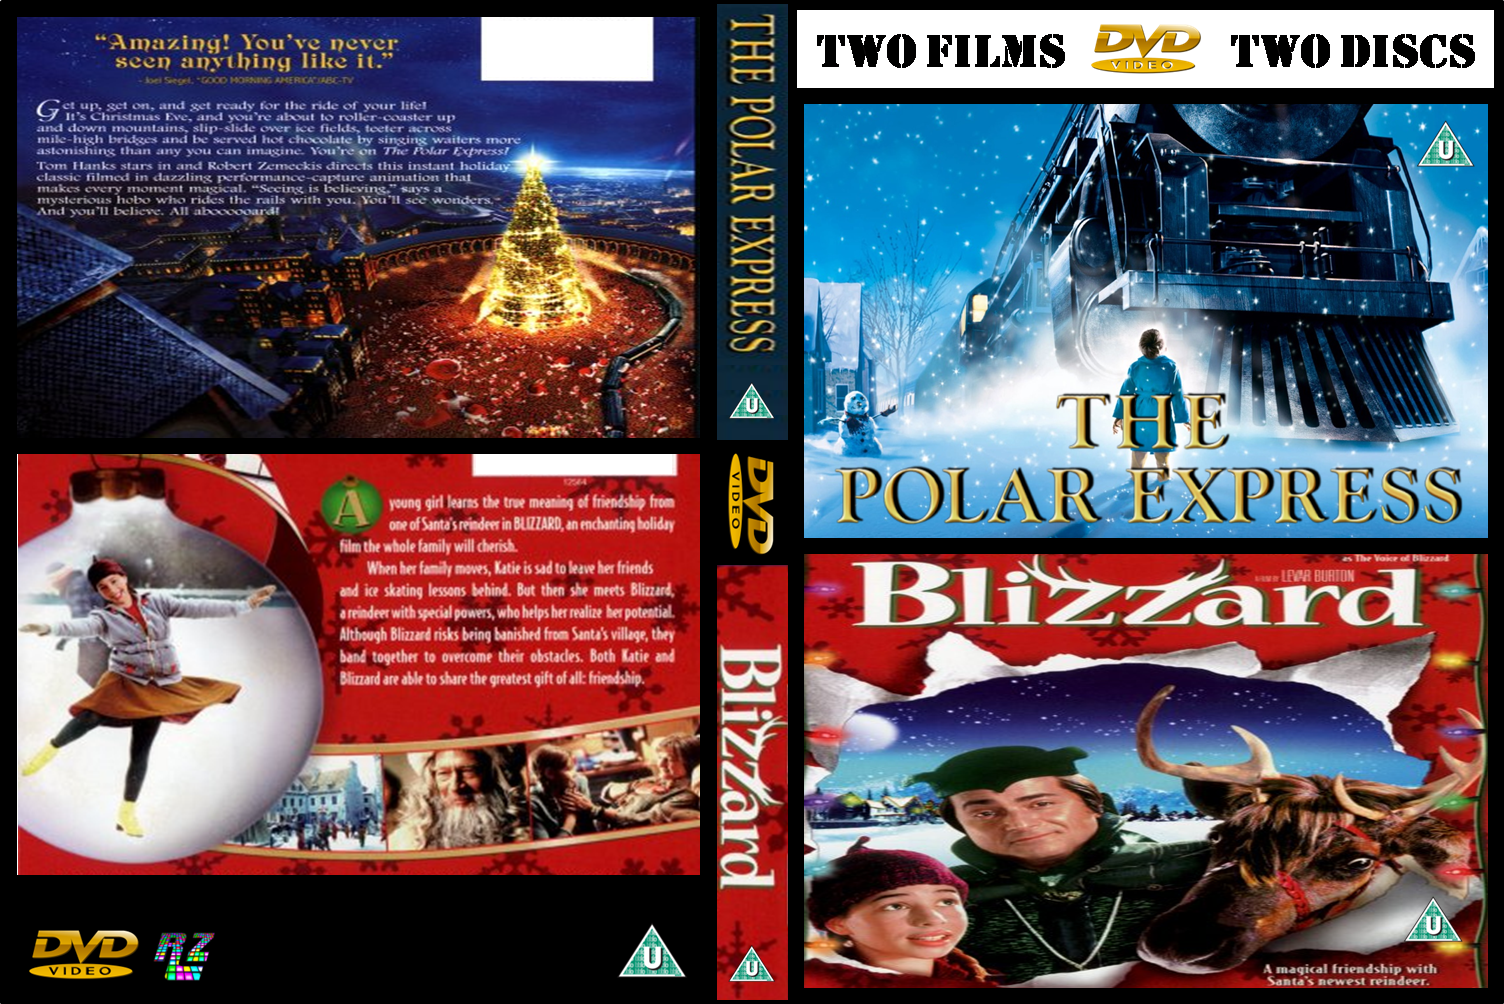 "Amazing! You've never
seen anything like it."
- Joel Siegel, "GOOD MORNING AMERICA"/ABC-TV
Get up, get on, and get ready for the ride of your life!
It's Christmas Eve, and you're about to roller-coaster up
and down mountains, slip-slide over ice fields, teeter across
mile-high bridges and be served hot chocolate by singing waiters more
astonishing than any you can imagine. You're on The Polar Express!
Tom Hanks stars in and Robert Zemeckis directs this instant holiday
classic filmed in dazzling performance-capture animation that
makes every moment magical. "Seeing is believing," says a
mysterious hobo who rides the rails with you. You'll see wonders.
And you'll believe. All aboooooard!
12564
A young girl learns the true meaning of friendship from
one of Santa's reindeer in BLIZZARD, an enchanting holiday
film the whole family will cherish.
When her family moves, Katie is sad to leave her friends
and ice skating lessons behind. But then she meets Blizzard,
a reindeer with special powers, who helps her realize her potential.
Although Blizzard risks being banished from Santa's village, they
band together to overcome their obstacles. Both Katie and
Blizzard are able to share the greatest gift of all: friendship.
DVD
VIDEO
RZ
U
THE POLAR EXPRESS
U
DVD
VIDEO
Blizzard
U
TWO FILMS
DVD
VIDEO
TWO DISCS
U
THE
POLAR EXPRESS
as The Voice of Blizzard
Blizzard
A FILM BY LEVAR BURTON
U
A magical friendship with
Santa's newest reindeer.